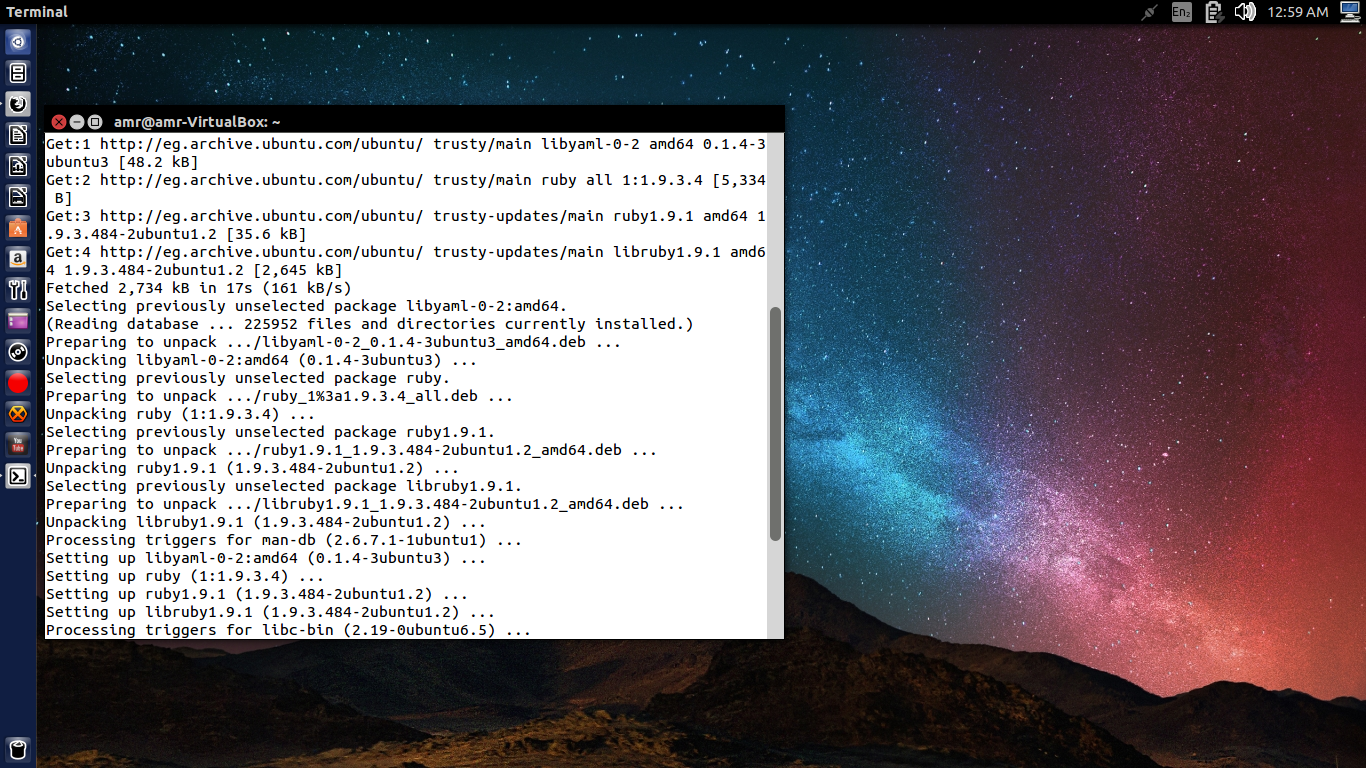 Terminal
En₂
12:59 AM
amr@amr-VirtualBox: ~
Get:1 http://eg.archive.ubuntu.com/ubuntu/ trusty/main libyaml-0-2 amd64 0.1.4-3
ubuntu3 [48.2 kB]
Get:2 http://eg.archive.ubuntu.com/ubuntu/ trusty/main ruby all 1:1.9.3.4 [5,334
 B]
Get:3 http://eg.archive.ubuntu.com/ubuntu/ trusty-updates/main ruby1.9.1 amd64 1
.9.3.484-2ubuntu1.2 [35.6 kB]
Get:4 http://eg.archive.ubuntu.com/ubuntu/ trusty-updates/main libruby1.9.1 amd6
4 1.9.3.484-2ubuntu1.2 [2,645 kB]
Fetched 2,734 kB in 17s (161 kB/s)
Selecting previously unselected package libyaml-0-2:amd64.
(Reading database ... 225952 files and directories currently installed.)
Preparing to unpack .../libyaml-0-2_0.1.4-3ubuntu3_amd64.deb ...
Unpacking libyaml-0-2:amd64 (0.1.4-3ubuntu3) ...
Selecting previously unselected package ruby.
Preparing to unpack .../ruby_1%3a1.9.3.4_all.deb ...
Unpacking ruby (1:1.9.3.4) ...
Selecting previously unselected package ruby1.9.1.
Preparing to unpack .../ruby1.9.1_1.9.3.484-2ubuntu1.2_amd64.deb ...
Unpacking ruby1.9.1 (1.9.3.484-2ubuntu1.2) ...
Selecting previously unselected package libruby1.9.1.
Preparing to unpack .../libruby1.9.1_1.9.3.484-2ubuntu1.2_amd64.deb ...
Unpacking libruby1.9.1 (1.9.3.484-2ubuntu1.2) ...
Processing triggers for man-db (2.6.7.1-1ubuntu1) ...
Setting up libyaml-0-2:amd64 (0.1.4-3ubuntu3) ...
Setting up ruby (1:1.9.3.4) ...
Setting up ruby1.9.1 (1.9.3.484-2ubuntu1.2) ...
Setting up libruby1.9.1 (1.9.3.484-2ubuntu1.2) ...
Processing triggers for libc-bin (2.19-0ubuntu6.5) ...
You
Tube